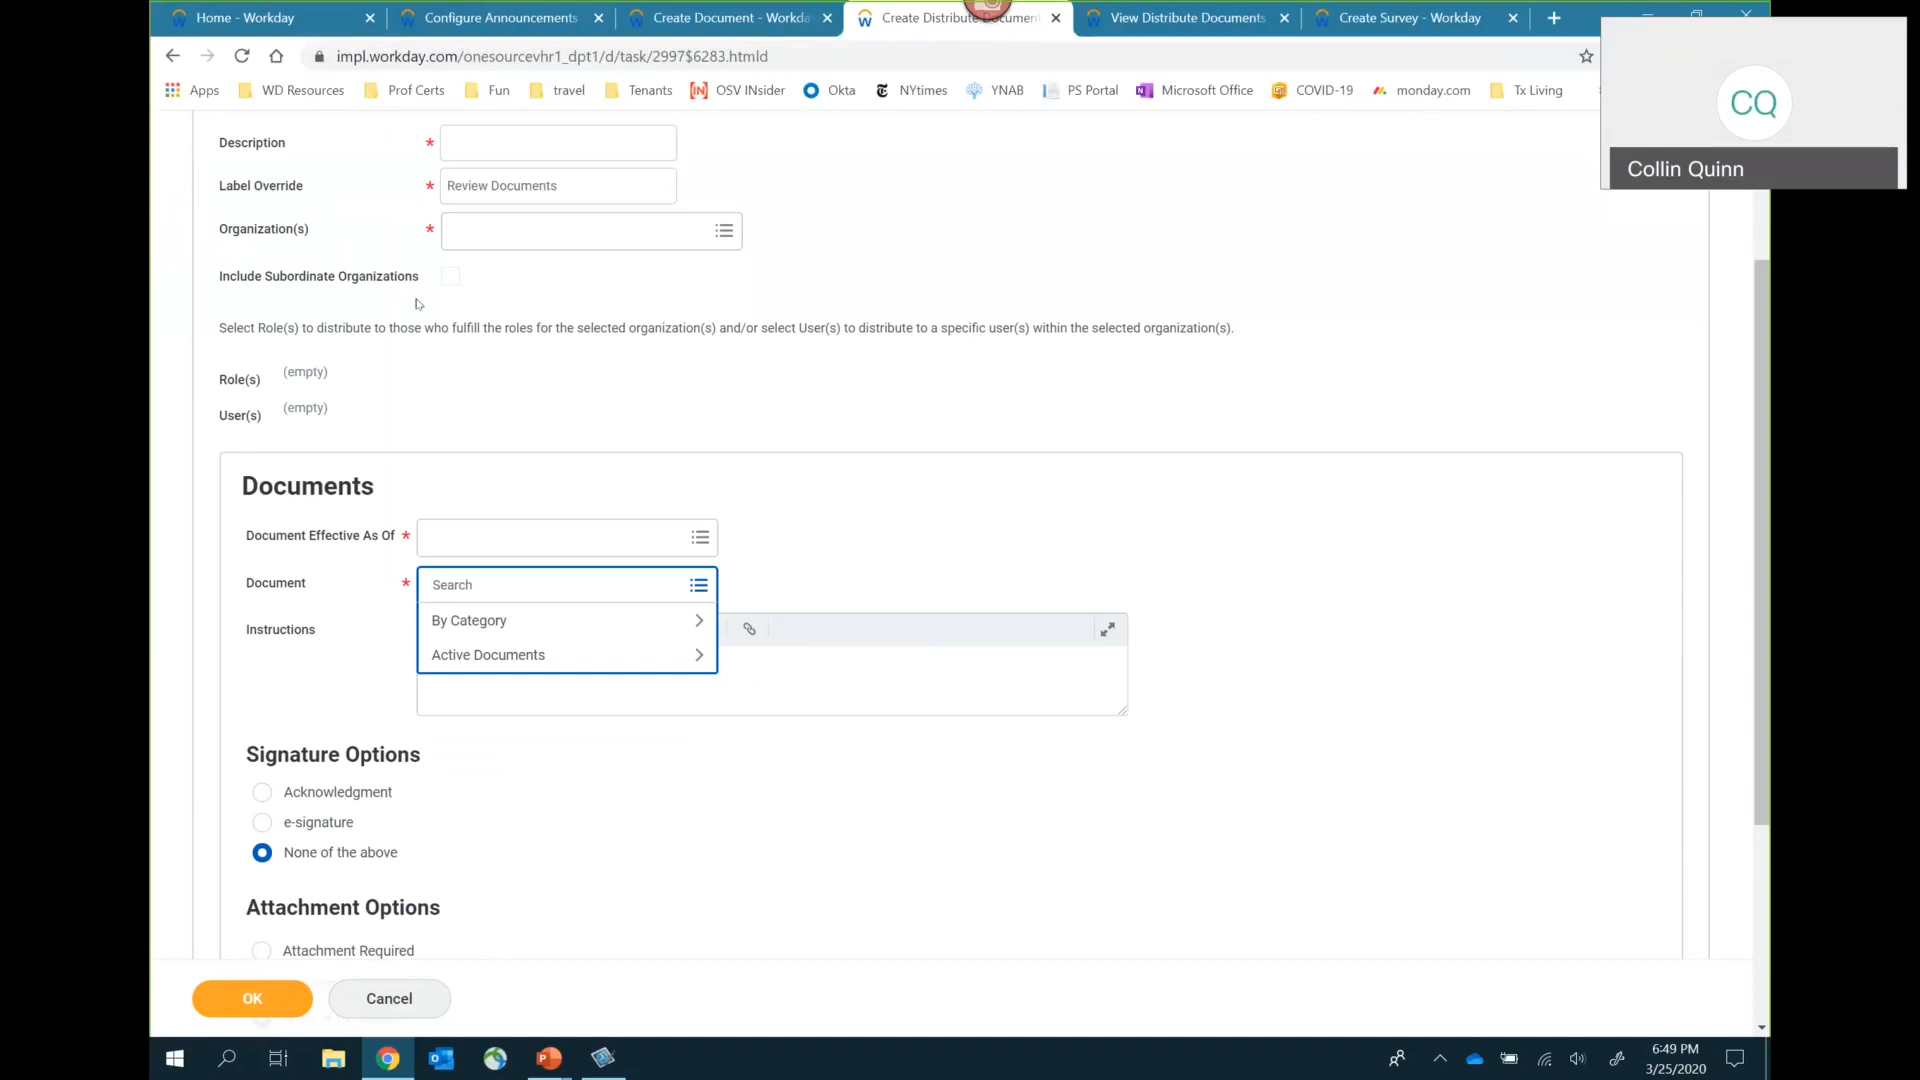 Home - Workday
Configure Announcements
Create Document - Workda
Create Distribute Document
View Distribute Documents
Create Survey - Workday
impl.workday.com/onesourcevhr1_dpt1/d/task/2997$6283.htmld
Apps
WD Resources
Prof Certs
Fun
travel
Tenants
[IN] OSV INsider
Okta
NYtimes
YNAB
PS Portal
Microsoft Office
COVID-19
monday.com
Tx Living
CQ
Collin Quinn
Description *
Label Override * Review Documents
Organization(s) *
Include Subordinate Organizations
Select Role(s) to distribute to those who fulfill the roles for the selected organization(s) and/or select User(s) to distribute to a specific user(s) within the selected organization(s).
Role(s) (empty)
User(s) (empty)
Documents
Document Effective As Of *
Document * Search
By Category
Instructions
Active Documents
Signature Options
Acknowledgment
e-signature
None of the above
Attachment Options
Attachment Required
OK
Cancel
6:49 PM
3/25/2020